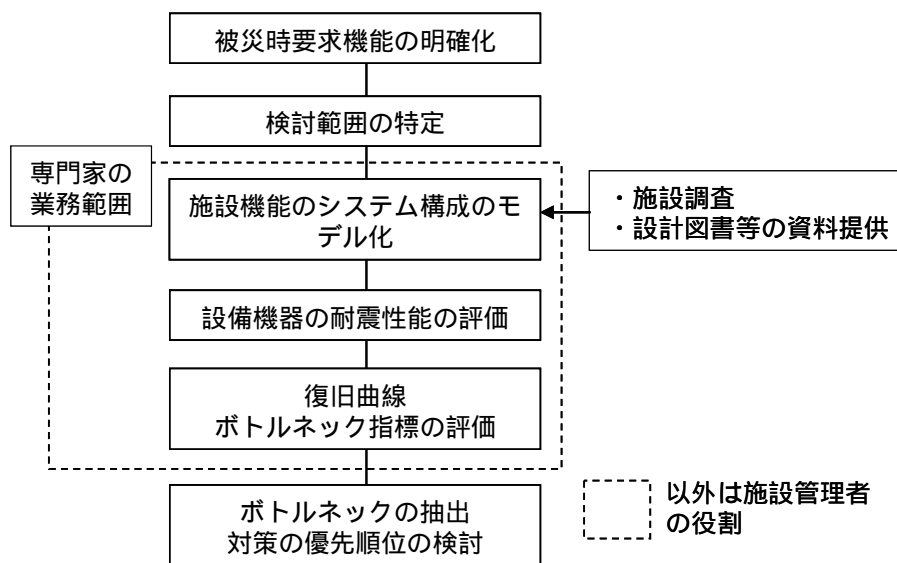 被災時要求機能の明確化
検討範囲の特定
専門家の
業務範囲
施設機能のシステム構成のモ
デル化
・施設調査
・設計図書等の資料提供
設備機器の耐震性能の評価
復旧曲線
ボトルネック指標の評価
ボトルネックの抽出
対策の優先順位の検討
以外は施設管理者
の役割